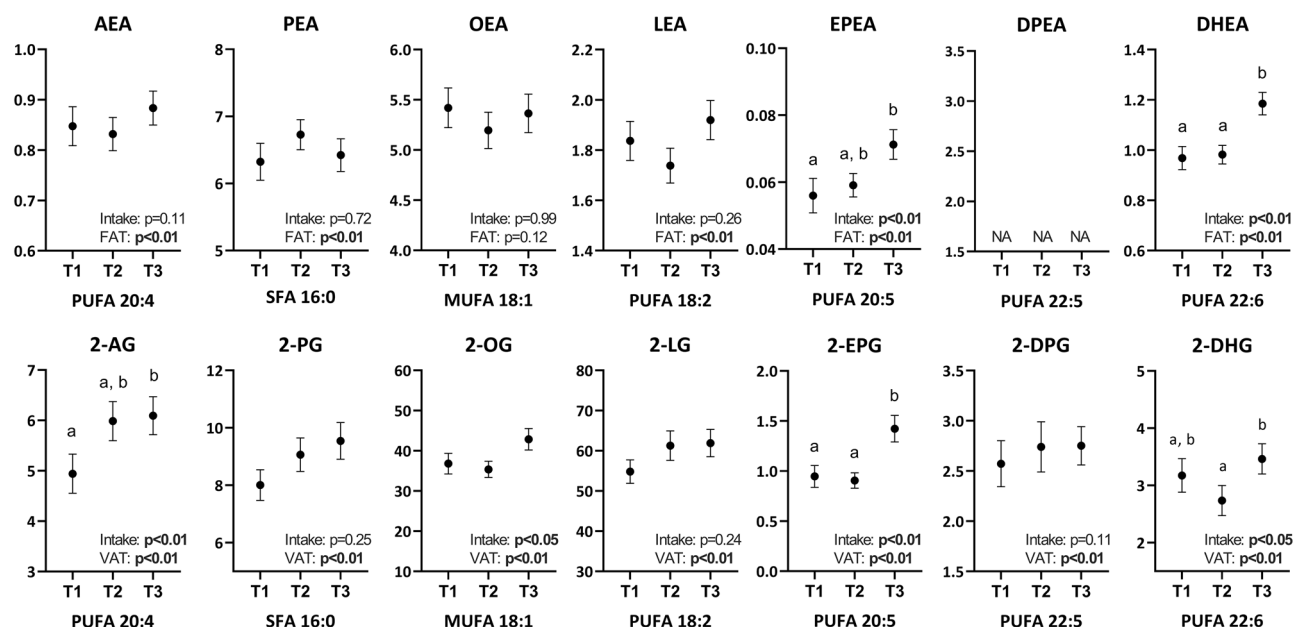 AEA PEA OEA LEA EPEA DPEA DHEA
1.0 8 6.0 2.2 0.10 3.5 1.4
b
3.0
0.9 7 5.5 2.0 0.08 b 1.2
a a
2.5
0.8 5.0 1.8 a a, b 1.0
6 0.06
2.0
0.7 4.5 1.6 0.8
Intake: p=0.11 Intake: p=0.72 Intake: p=0.99 Intake: p=0.26 Intake: p<0.01 NA NA NA Intake: p<0.01
FAT: p<0.01 FAT: p<0.01 FAT: p=0.12 FAT: p<0.01 FAT: p<0.01 FAT: p<0.01
0.6 5 4.0 1.4 0.04 1.5 0.6
T1 T2 T3 T1 T2 T3 T1 T2 T3 T1 T2 T3 T1 T2 T3 T1 T2 T3 T1 T2 T3
PUFA 20:4 SFA 16:0 MUFA 18:1 PUFA 18:2 PUFA 20:5 PUFA 22:5 PUFA 22:6
2-AG 2-PG 2-OG 2-LG 2-EPG 2-DPG 2-DHG
7 12 60 80 2.0 3.5 5
a, b b b
50 70
6 10 1.5 3.0 4
a a, b b
40 60 a a a
5 8 1.0 2.5 3
30 50
4 6 20 40 0.5 2.0 2
Intake: p<0.01 Intake: p=0.25 Intake: p<0.05 Intake: p=0.24 Intake: p<0.01 Intake: p=0.11 Intake: p<0.05
VAT: p<0.01 VAT: p<0.01 VAT: p<0.01 VAT: p<0.01 VAT: p<0.01 VAT: p<0.01 VAT: p<0.01
3 10 30 0.0 1.5
T1 T2 T3 T1 T2 T3 T1 T2 T3 T1 T2 T3 T1 T2 T3 T1 T2 T3 T1 T2 T3
PUFA 20:4 SFA 16:0 MUFA 18:1 PUFA 18:2 PUFA 20:5 PUFA 22:5 PUFA 22:6